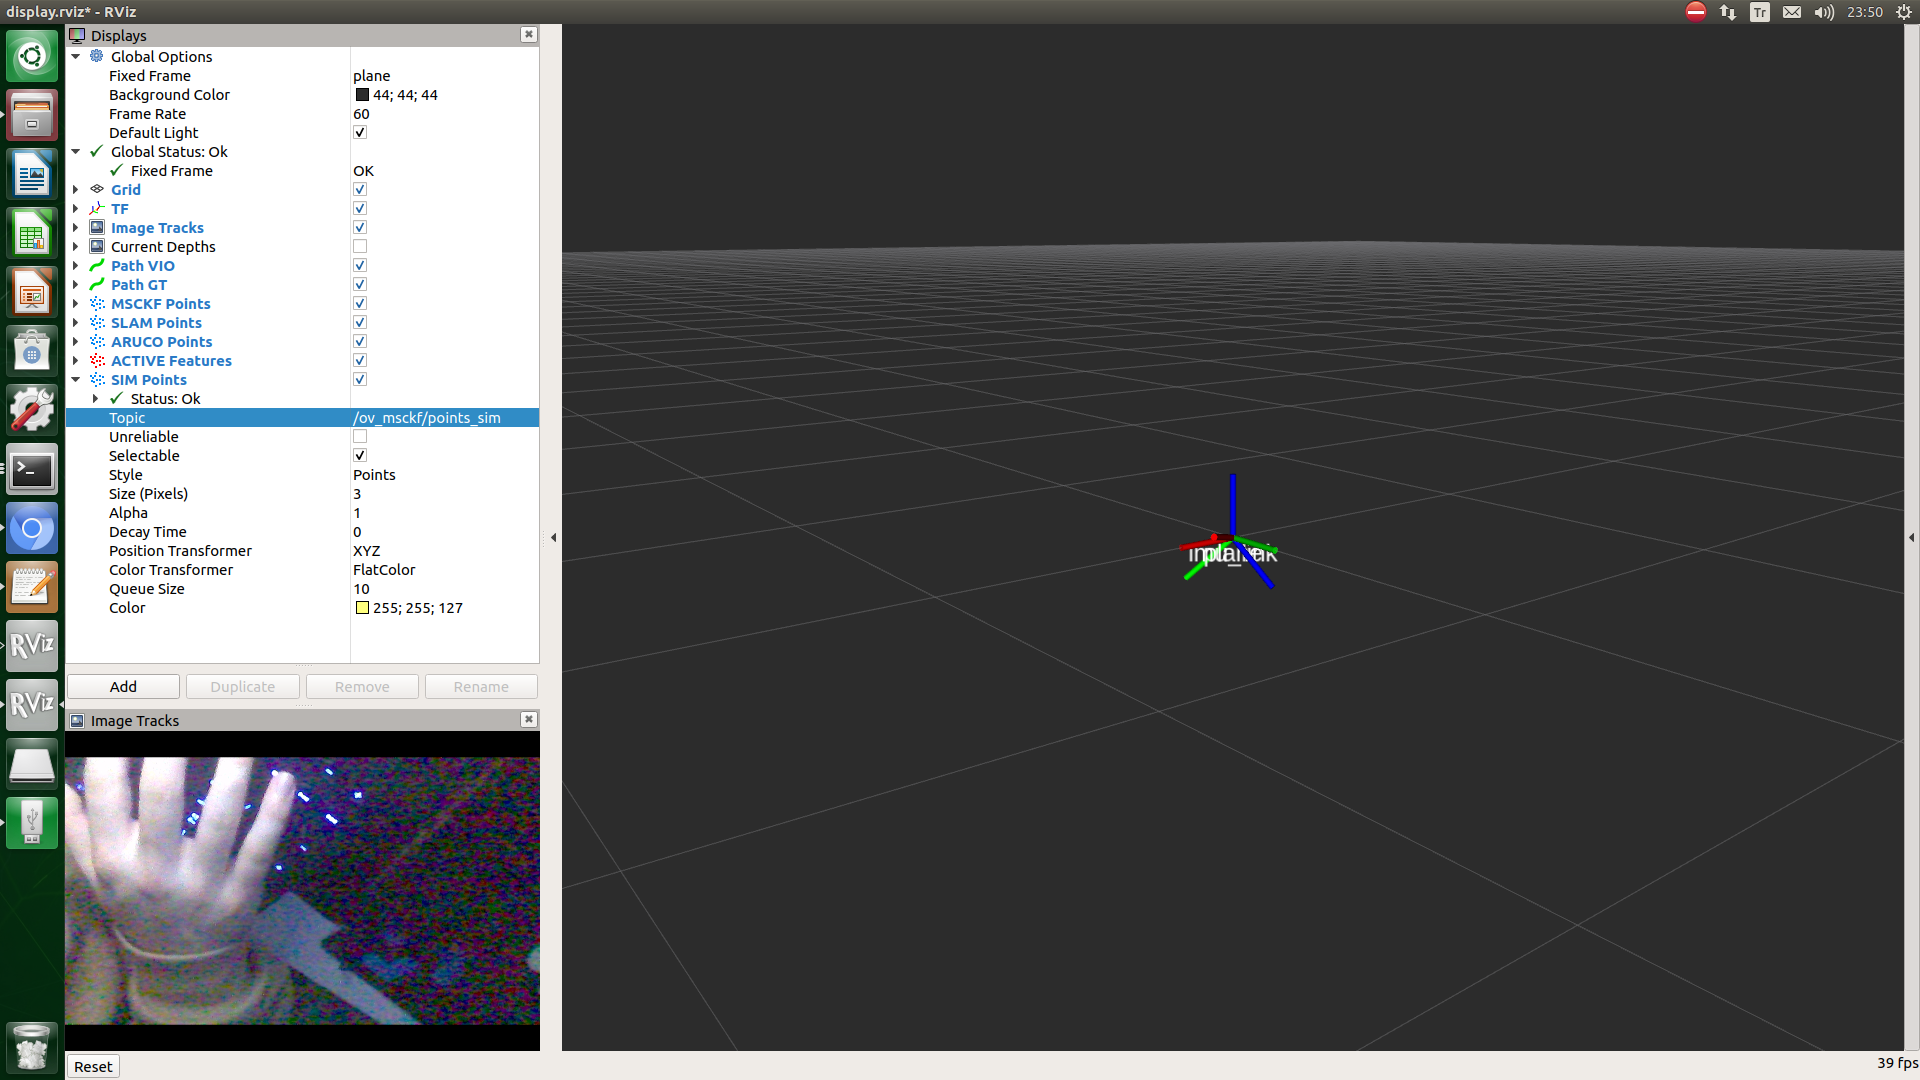 display.rviz* - RViz
Tr
23:50
Displays
Global Options
Fixed Frame plane
Background Color 44; 44; 44
Frame Rate 60
Default Light
Global Status: Ok
Fixed Frame OK
Grid
TF
Image Tracks
Current Depths
Path VIO
Path GT
MSCKF Points
SLAM Points
ARUCO Points
ACTIVE Features
SIM Points
Status: Ok
Topic /ov_msckf/points_sim
Unreliable
Selectable
Style Points
Size (Pixels) 3
Alpha 1
Decay Time 0
Position Transformer XYZ
Color Transformer FlatColor
Queue Size 10
Color 255; 255; 127
Add Duplicate Remove Rename
RViz
RViz
Image Tracks
Reset
39 fps